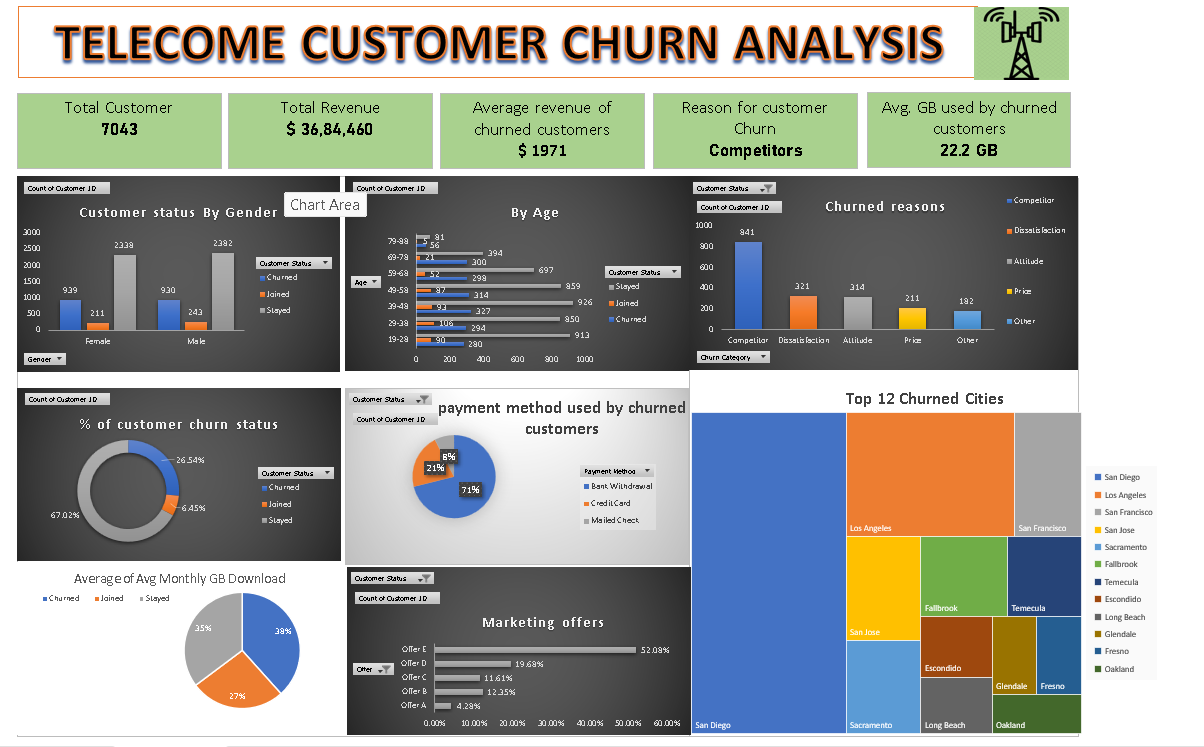 TELECOME CUSTOMER CHURN ANALYSIS
Total Customer
7043
Total Revenue
$ 36,84,460
Average revenue of
churned customers
$ 1971
Reason for customer
Churn
Competitors
Avg. GB used by churned
customers
22.2 GB
Count of Customer ID
Customer status By Gender
Chart Area
3000
2500
2000
1500
1000
500
0
939
211
2338
930
243
2382
Female
Male
Customer Status
Churned
Joined
Stayed
Gender
Count of Customer ID
By Age
Age
79-88
69-78
59-68
49-58
39-48
29-38
19-28
81
5
56
394
21
300
697
52
298
859
87
314
926
93
327
850
106
294
913
90
280
0
200
400
600
800
1000
Customer Status
Stayed
Joined
Churned
Customer Status
Count of Customer ID
Churned reasons
1000
800
600
400
200
0
841
321
314
211
182
Competitor
Dissatisfaction
Attitude
Price
Other
Competitor
Dissatisfaction
Attitude
Price
Other
Churn Category
Count of Customer ID
% of customer churn status
26.54%
6.45%
67.02%
Customer Status
Churned
Joined
Stayed
Customer Status
Count of Customer ID
payment method used by churned
customers
8%
21%
71%
Payment Method
Bank Withdrawal
Credit Card
Mailed Check
Top 12 Churned Cities
San Diego
Los Angeles
San Francisco
San Jose
Sacramento
Fallbrook
Temecula
Escondido
Long Beach
Glendale
Fresno
Oakland
San Diego
Los Angeles
San Francisco
San Jose
Sacramento
Fallbrook
Temecula
Escondido
Long Beach
Glendale
Fresno
Oakland
Average of Avg Monthly GB Download
Churned
Joined
Stayed
35%
38%
27%
Customer Status
Count of Customer ID
Marketing offers
Offer
Offer E
Offer D
Offer C
Offer B
Offer A
52.08%
19.68%
11.61%
12.35%
4.28%
0.00%
10.00%
20.00%
30.00%
40.00%
50.00%
60.00%